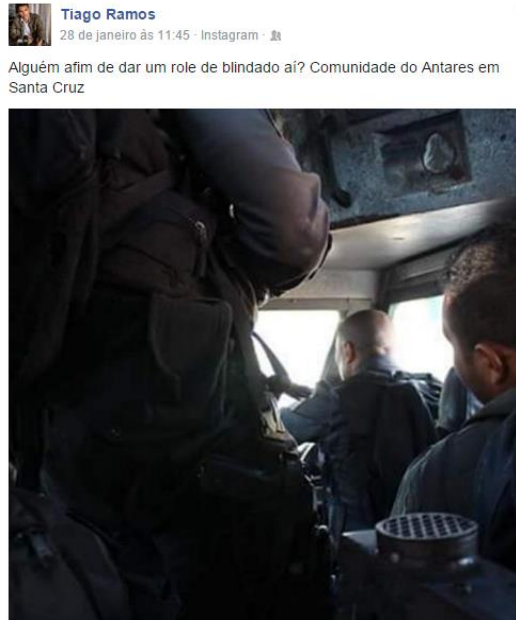 Tiago Ramos
28 de janeiro às 11:45 · Instagram ·
Alguém afim de dar um role de blindado aí? Comunidade do Antares em
Santa Cruz